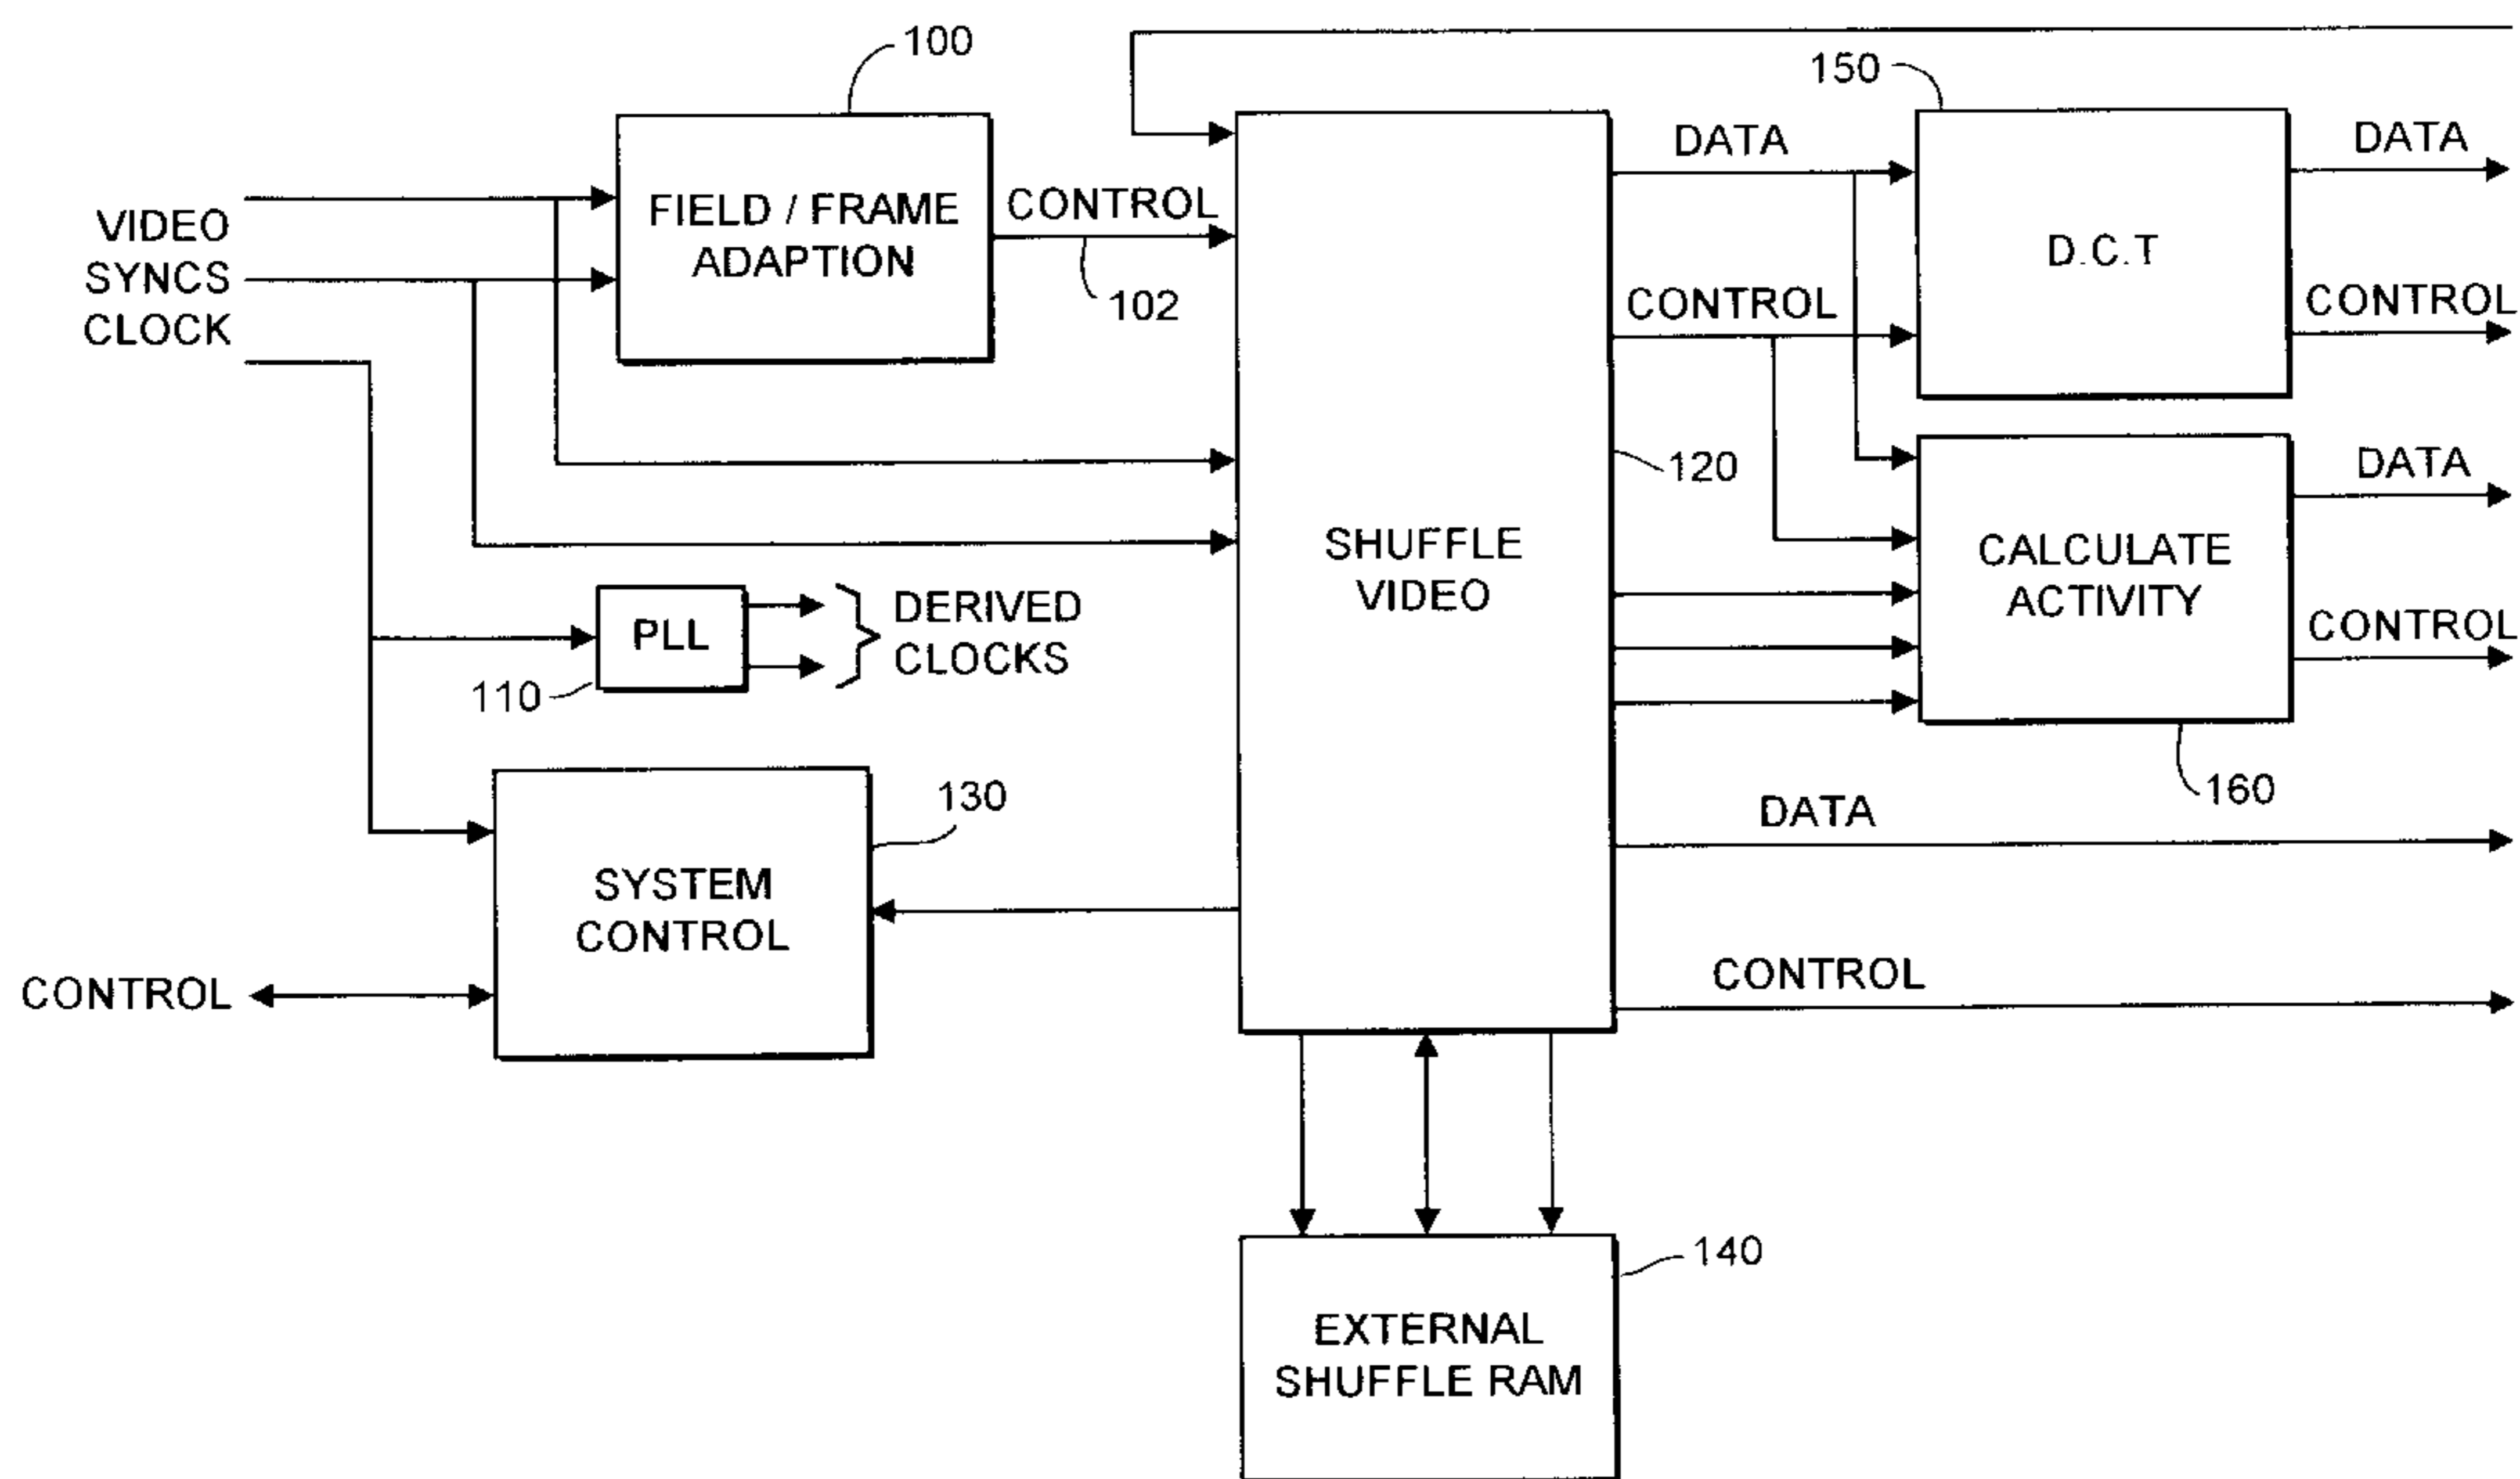 100
150
DATA
DATA
VIDEO
SYNCS
CLOCK
FIELD / FRAME
ADAPTION
CONTROL
102
D.C.T
CONTROL
CONTROL
120
DATA
SHUFFLE
VIDEO
CALCULATE
ACTIVITY
PLL
110
DERIVED
CLOCKS
CONTROL
160
130
DATA
SYSTEM
CONTROL
CONTROL
CONTROL
140
EXTERNAL
SHUFFLE RAM